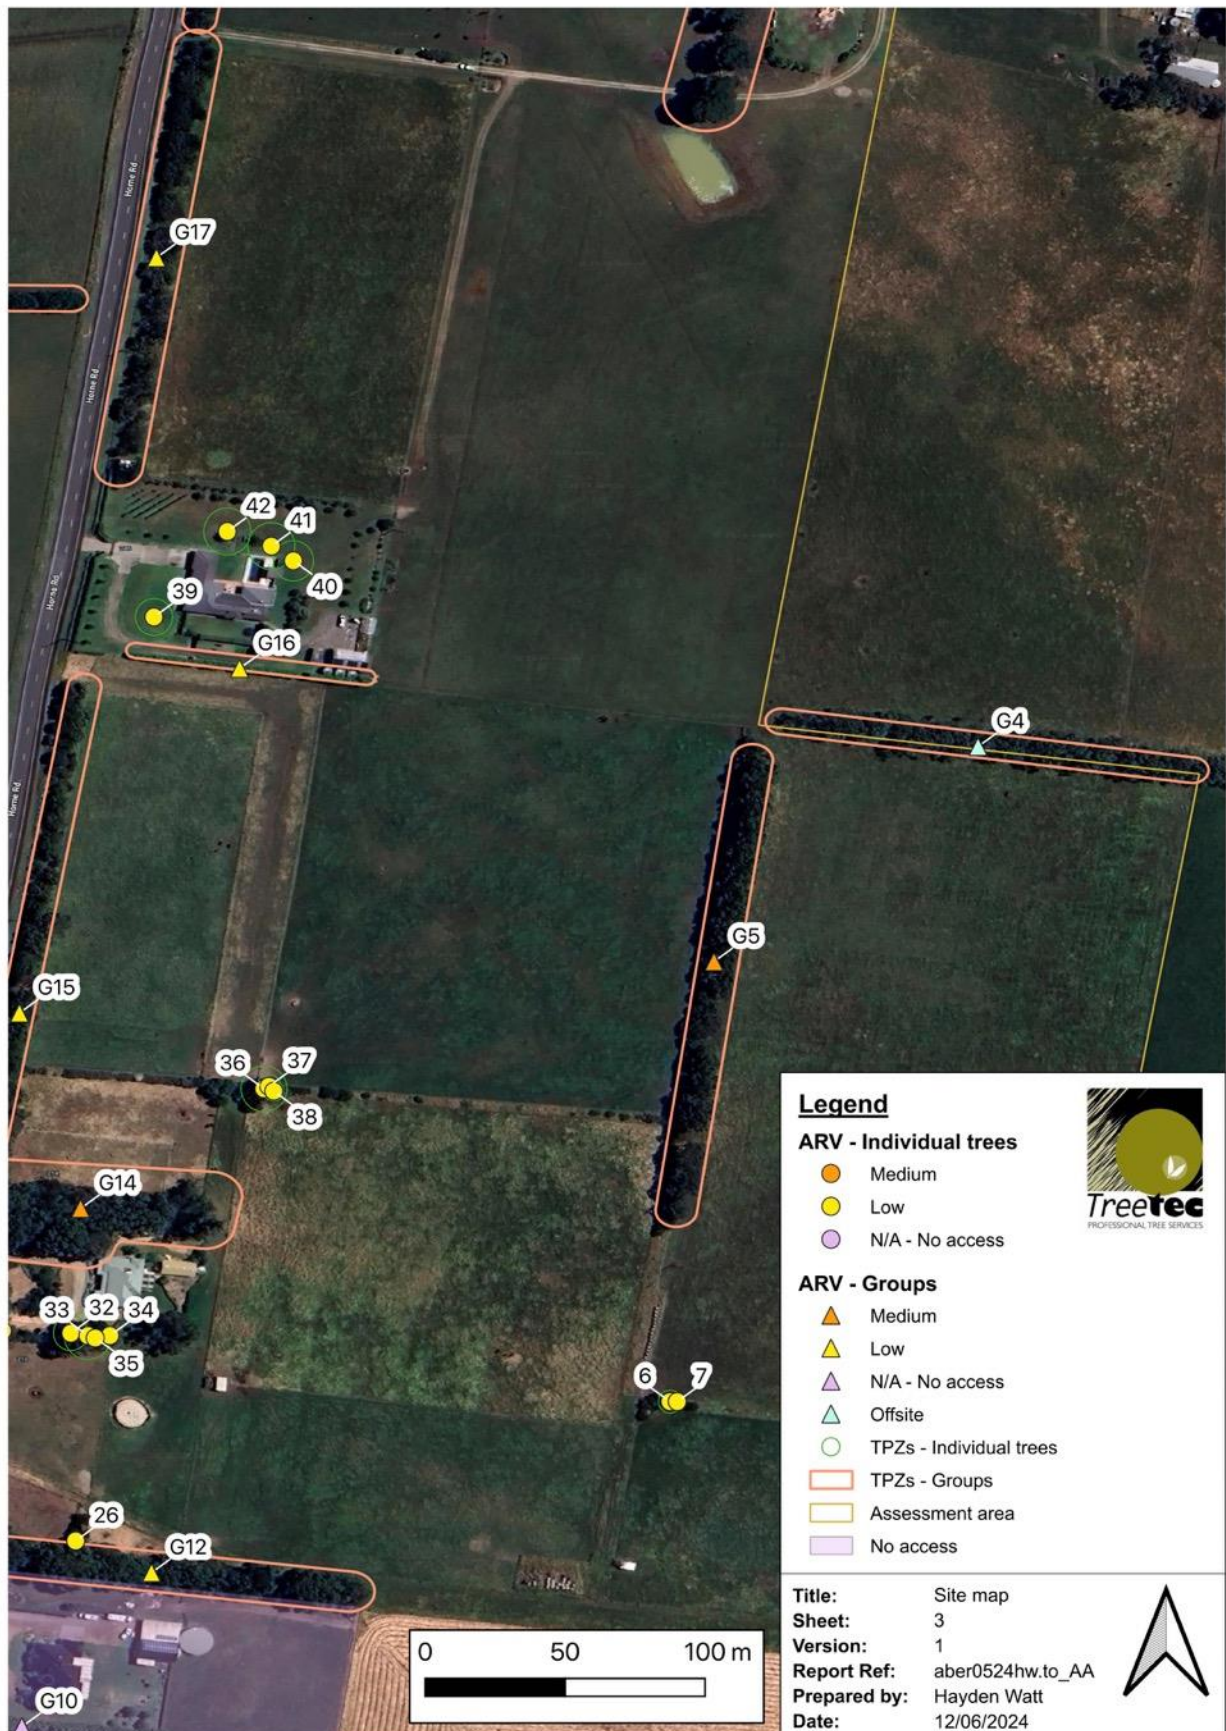 Horne Rd
G17
Horne Rd
42
41
40
Horne Rd
39
G16
G4
Horne Rd
G5
G15
36
37
38
G14
33
32
34
35
6
7
26
G12
G10
0 50 100 m
Legend
ARV - Individual trees
Medium
Low
N/A - No access
ARV - Groups
Medium
Low
N/A - No access
Offsite
TPZs - Individual trees
TPZs - Groups
Assessment area
No access
Treetec
PROFESSIONAL TREE SERVICES
Title: Site map
Sheet: 3
Version: 1
Report Ref: aber0524hw.to_AA
Prepared by: Hayden Watt
Date: 12/06/2024